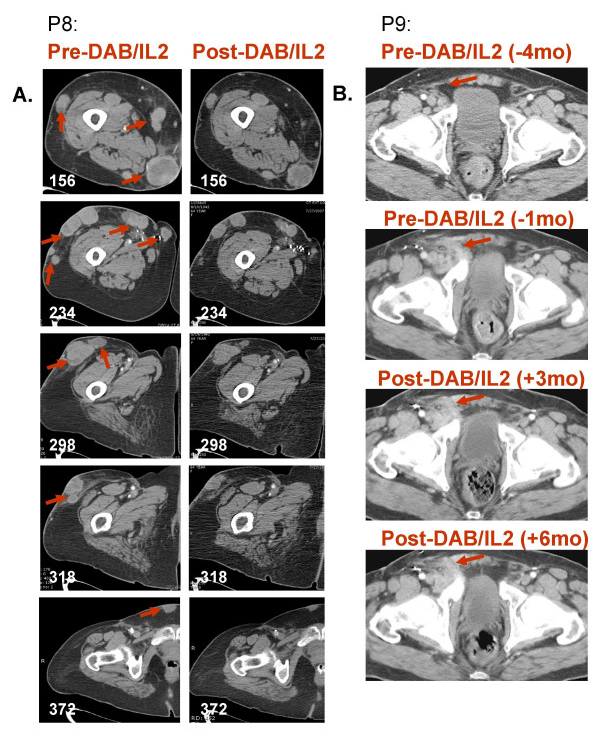 P8:
P9:
Pre-DAB/IL2
Post-DAB/IL2
Pre-DAB/IL2 (-4mo)
A.
B.
156
156
Pre-DAB/IL2 (-1mo)
234
234
Post-DAB/IL2 (+3mo)
298
298
Post-DAB/IL2 (+6mo)
318
318
R
R
372
372